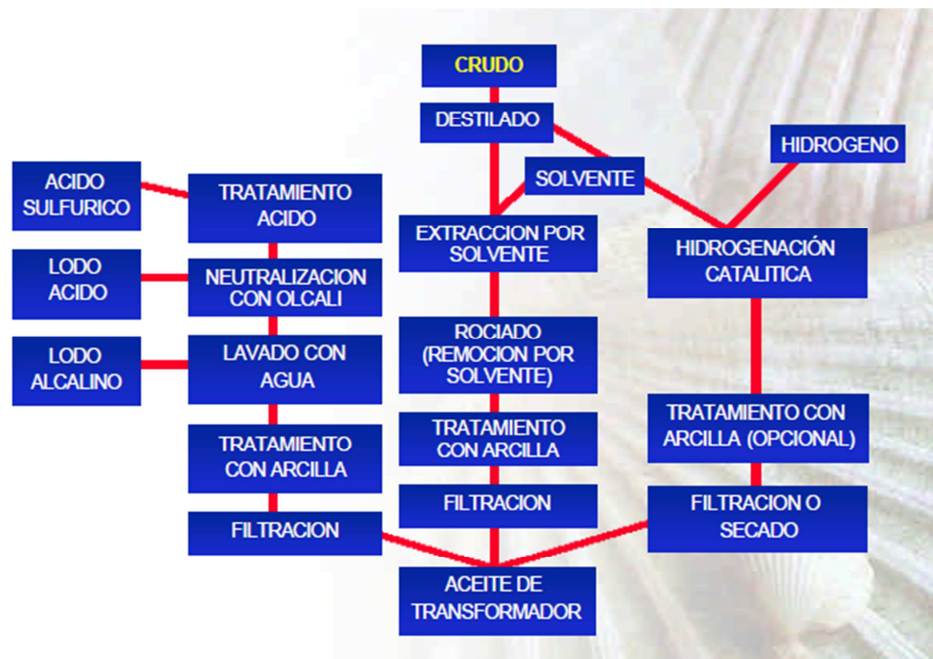 CRUDO
DESTILADO
HIDROGENO
SOLVENTE
ACIDO
SULFURICO
TRATAMIENTO
ACIDO
EXTRACCION POR
SOLVENTE
HIDROGENACIÓN
CATALITICA
LODO
ACIDO
NEUTRALIZACION
CON OLCALI
LODO
ALCALINO
LAVADO CON
AGUA
ROCIADO
(REMOCION POR
SOLVENTE)
TRATAMIENTO
CON ARCILLA
TRATAMIENTO
CON ARCILLA
TRATAMIENTO CON
ARCILLA (OPCIONAL)
FILTRACION
FILTRACION
FILTRACION O
SECADO
ACEITE DE
TRANSFORMADOR